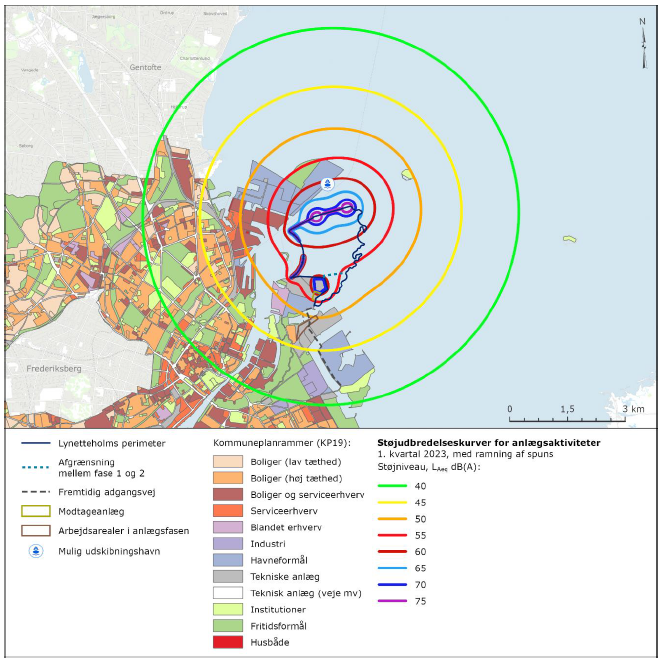 Gentofte
N
Frederiksberg
0 1,5 3 km
Lynetteholms perimeter
Afgrænsning
mellem fase 1 og 2
Fremtidig adgangsvej
Modtageanlæg
Arbejdsarealer i anlægsfasen
Mulig udskibningshavn
Kommuneplanrammer (KP19):
Boliger (lav tæthed)
Boliger (høj tæthed)
Boliger og serviceerhverv
Serviceerhverv
Blandet erhverv
Industri
Havneformål
Tekniske anlæg
Teknisk anlæg (veje mv)
Institutioner
Fritidsformål
Husbåde
Støjudbredelseskurver for anlægsaktiviteter
1. kvartal 2023, med ramning af spuns
Støjniveau, LAeq dB(A):
40
45
50
55
60
65
70
75